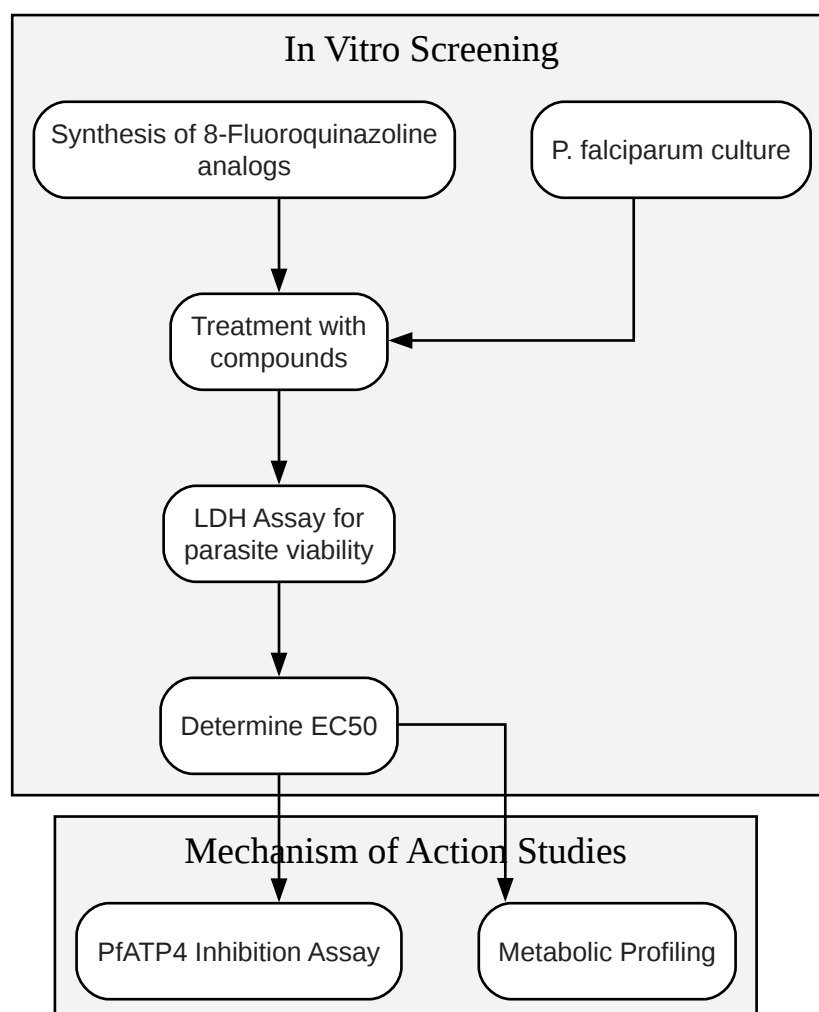 In Vitro Screening
Synthesis of 8-Fluoroquinazoline
analogs
P. falciparum culture
Treatment with
compounds
LDH Assay for
parasite viability
Determine EC50
Mechanism of Action Studies
PfATP4 Inhibition Assay
Metabolic Profiling